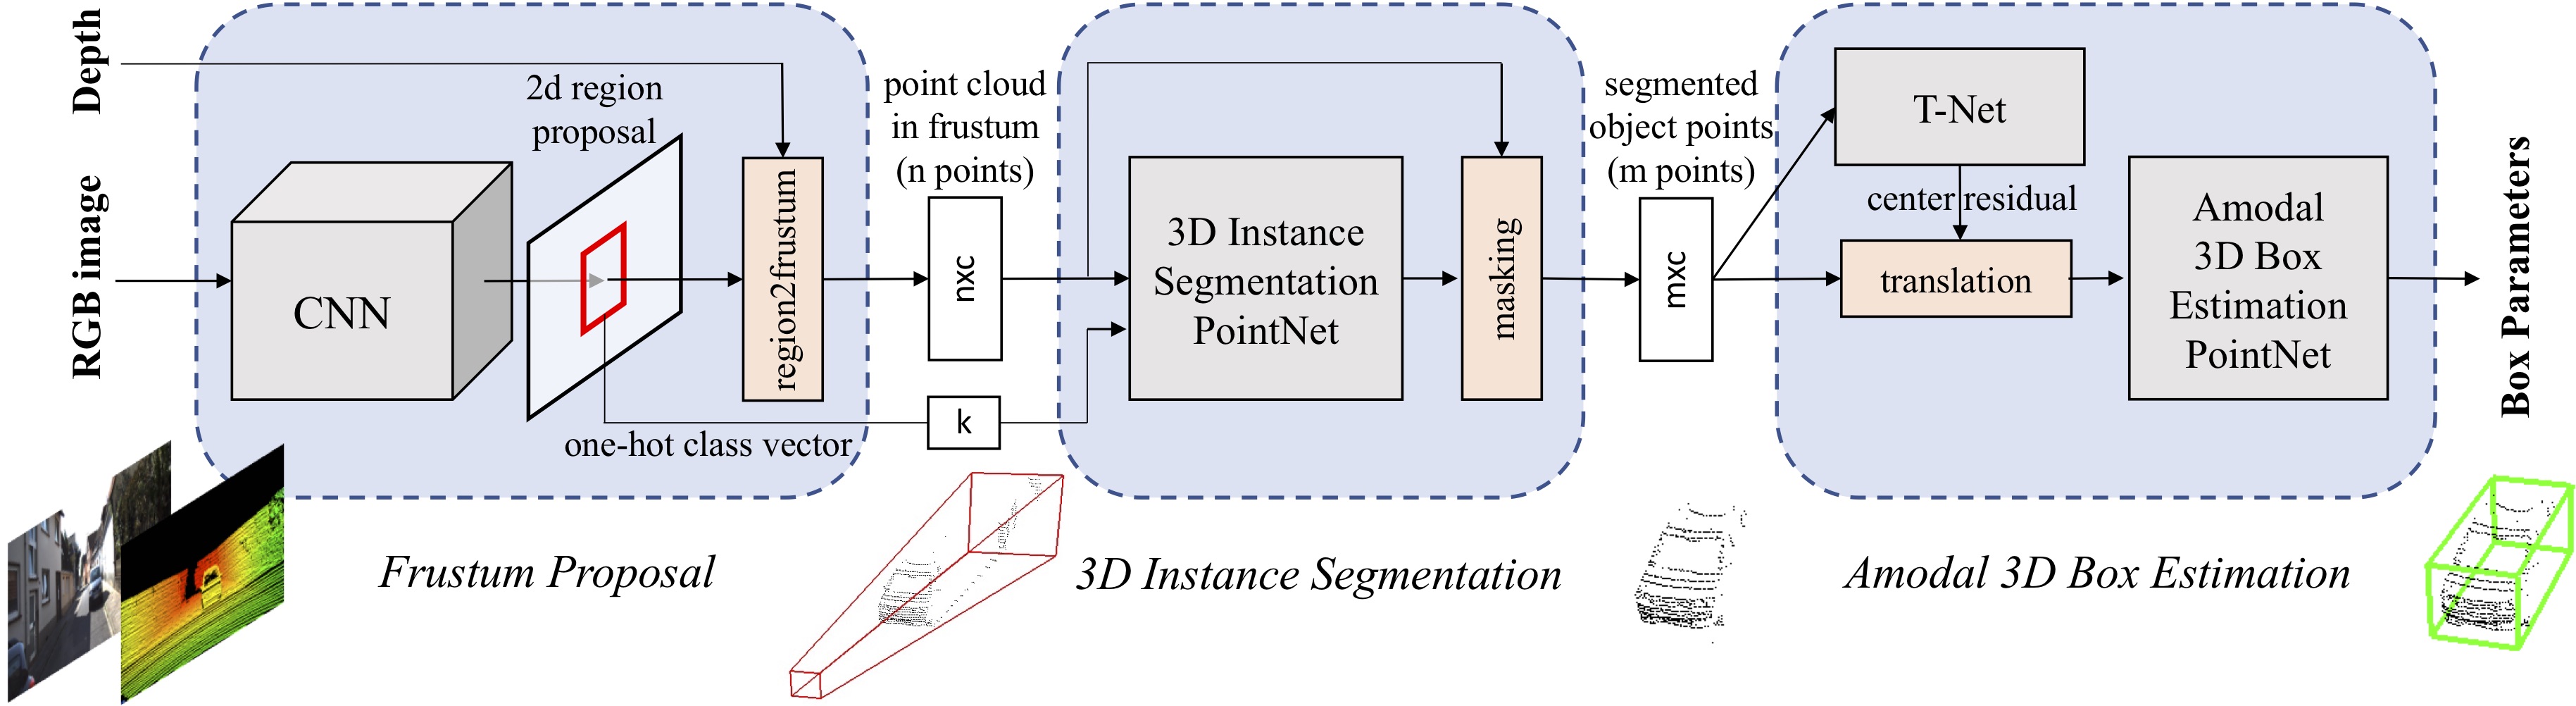 Depth
RGB image
CNN
2d region
proposal
region2frustum
one-hot class vector
Frustum Proposal
point cloud
in frustum
(n points)
nxc
k
3D Instance
Segmentation
PointNet
masking
3D Instance Segmentation
segmented
object points
(m points)
mxc
T-Net
center residual
translation
Amodal
3D Box
Estimation
PointNet
Amodal 3D Box Estimation
Box Parameters